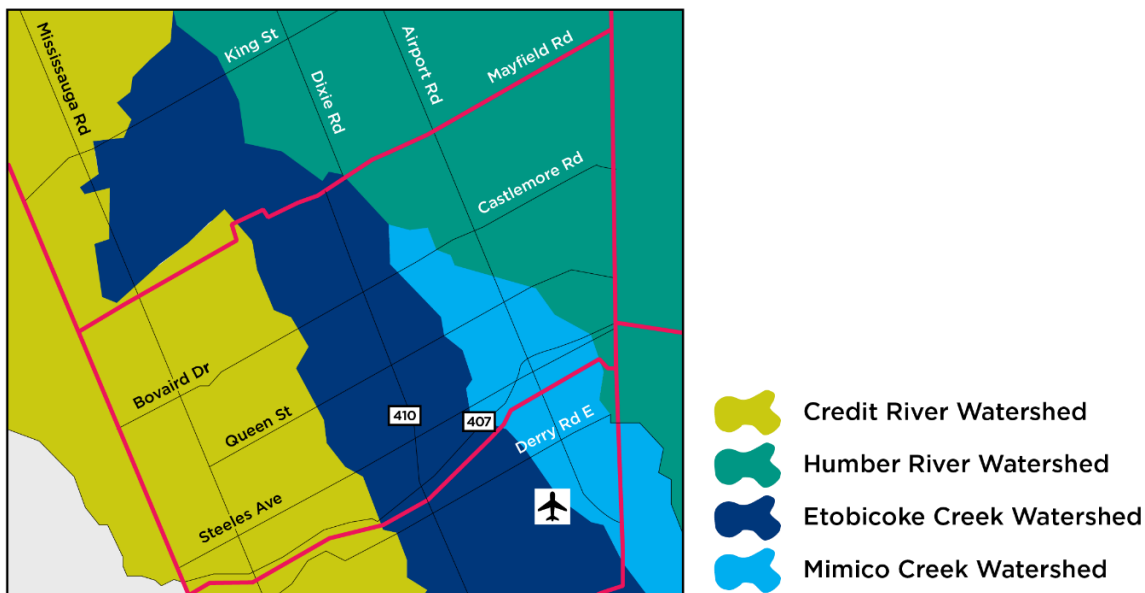 Mississauga Rd
King St
Dixie Rd
Airport Rd
Mayfield Rd
Castlemore Rd
Bovaird Dr
Queen St
410
407
Derry Rd E
Steeles Ave
Credit River Watershed
Humber River Watershed
Etobicoke Creek Watershed
Mimico Creek Watershed